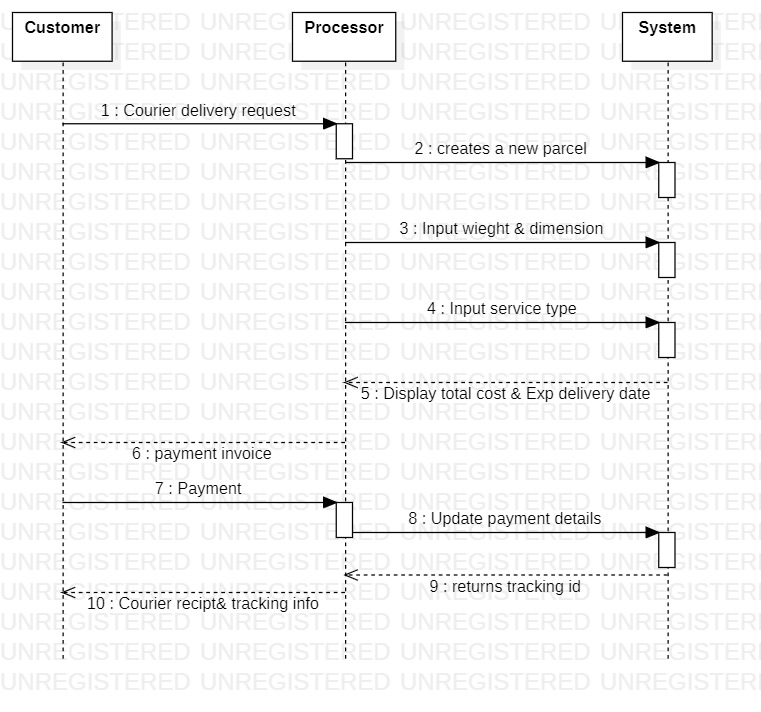 Customer
Processor
System
1 : Courier delivery request
2 : creates a new parcel
3 : Input wieght & dimension
4 : Input service type
5 : Display total cost & Exp delivery date
6 : payment invoice
7 : Payment
8 : Update payment details
9 : returns tracking id
10 : Courier recipt& tracking info
UNREGISTERED UNREGISTERED UNREGISTERED UNREGISTERED